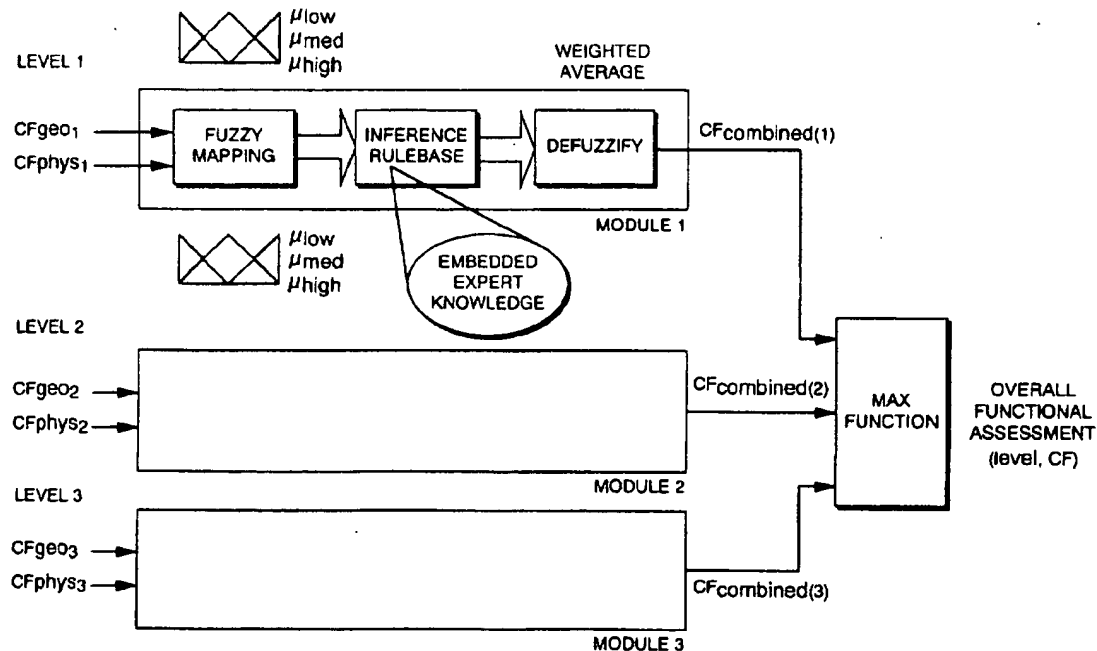 μlow
μmed
μhigh
LEVEL 1
WEIGHTED
AVERAGE
CFgeo1
CFphys1
FUZZY
MAPPING
INFERENCE
RULEBASE
DEFUZZIFY
CFcombined(1)
MODULE 1
μlow
μmed
μhigh
EMBEDDED
EXPERT
KNOWLEDGE
LEVEL 2
CFgeo2
CFphys2
CFcombined(2)
MODULE 2
MAX
FUNCTION
OVERALL
FUNCTIONAL
ASSESSMENT
(level, CF)
LEVEL 3
CFgeo3
CFphys3
CFcombined(3)
MODULE 3